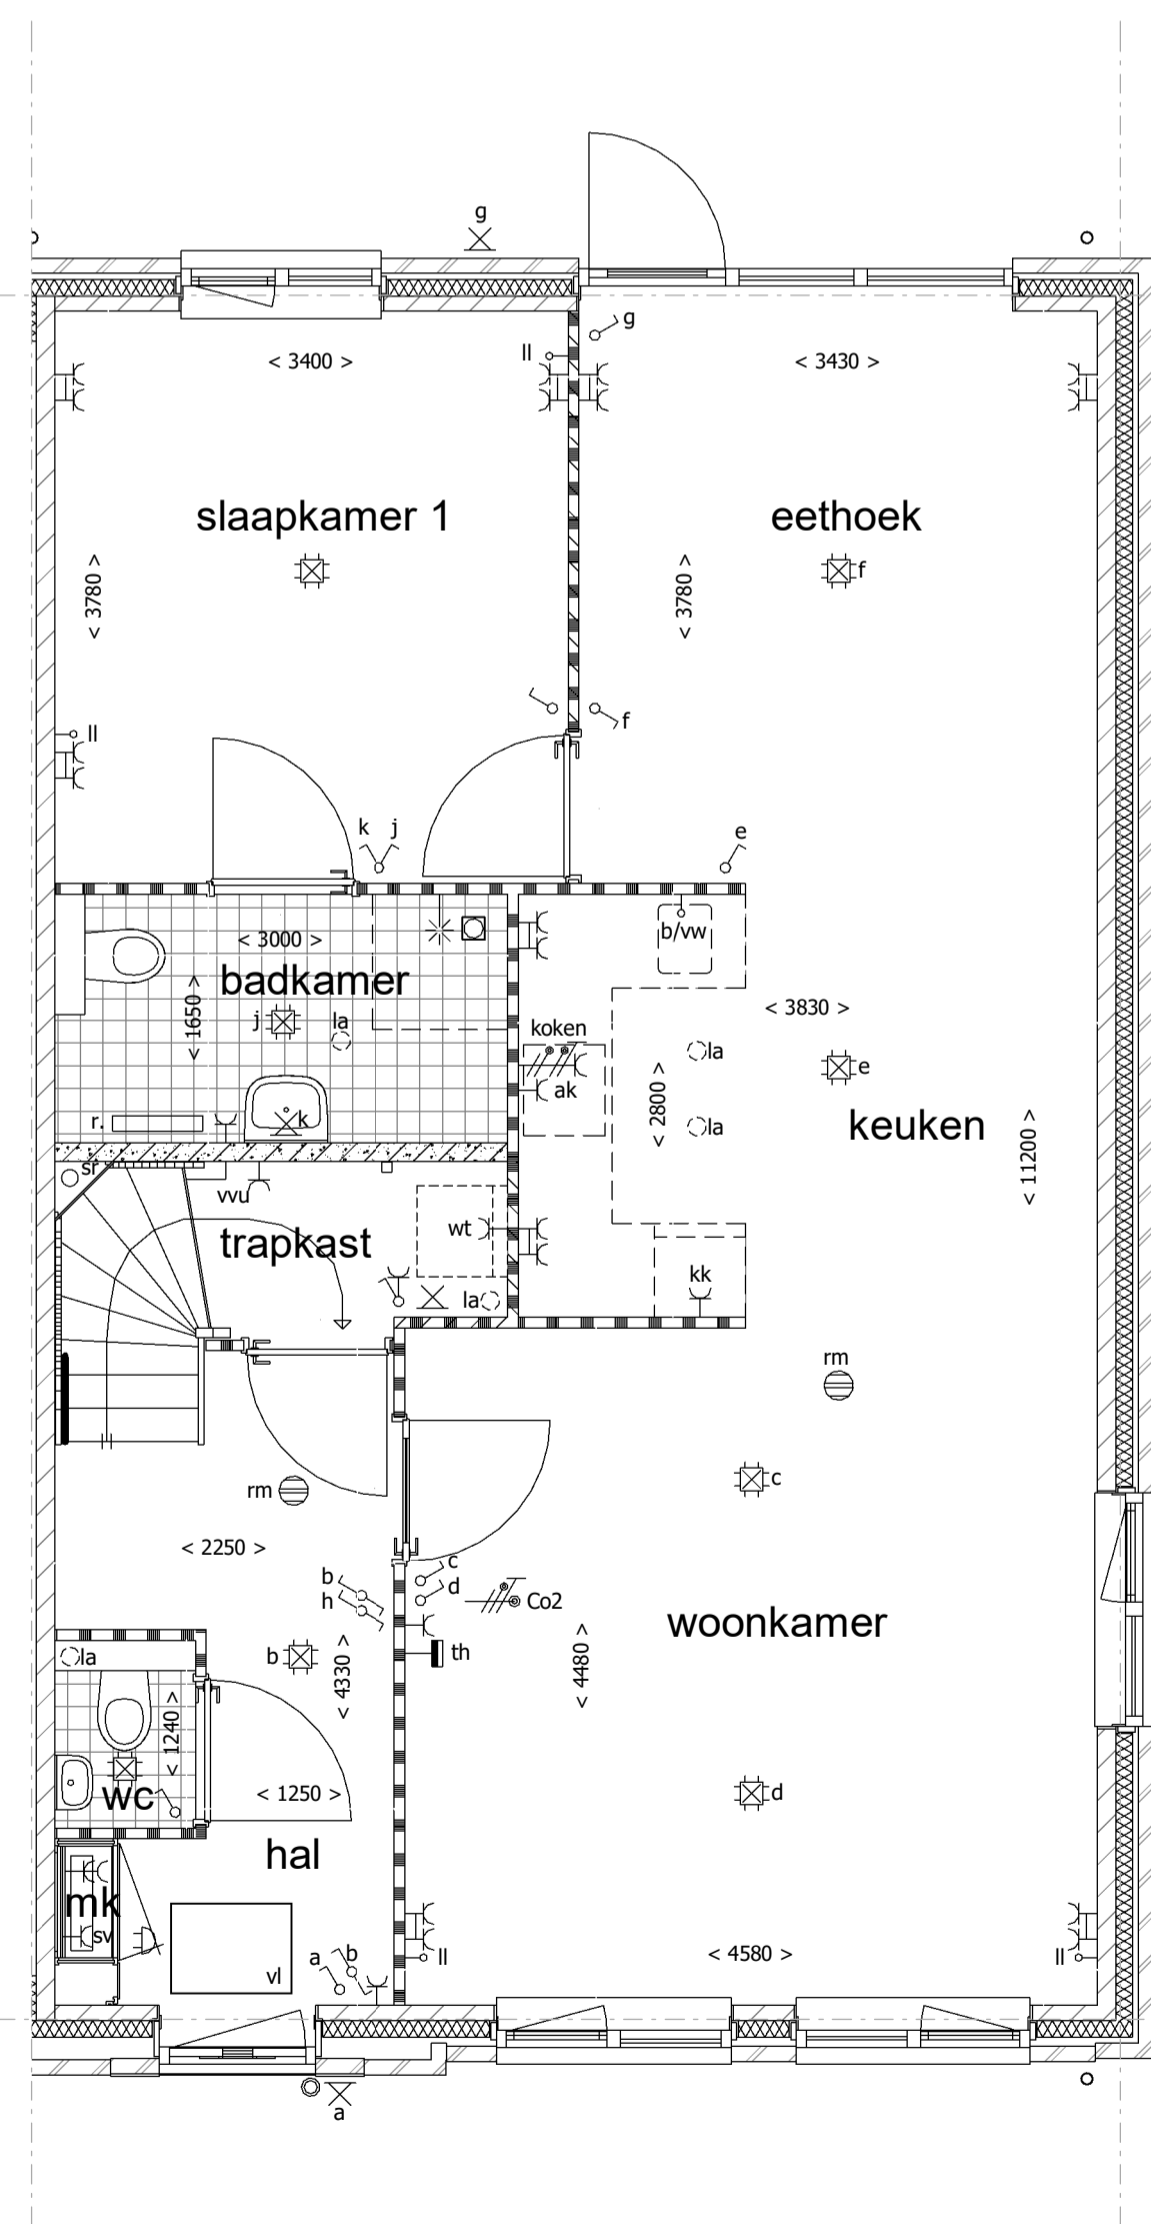 g
g
ll
< 3400 >
< 3430 >
slaapkamer 1
eethoek
f
< 3780 >
< 3780 >
ll
f
k j
e
b/vw
< 3000 >
badkamer
< 1650 >
j
la
koken
ak
< 3830 >
la
e
< 2800 >
la
keuken
< 11200 >
r.
k
sr
vvu
trapkast
wt
kk
la
rm
c
rm
< 2250 >
c
b
d
h
Co2
woonkamer
b
th
< 4330 >
< 4480 >
la
< 1240 >
wc
< 1250 >
d
hal
mk
sv
a b
ll
< 4580 >
ll
vl
a